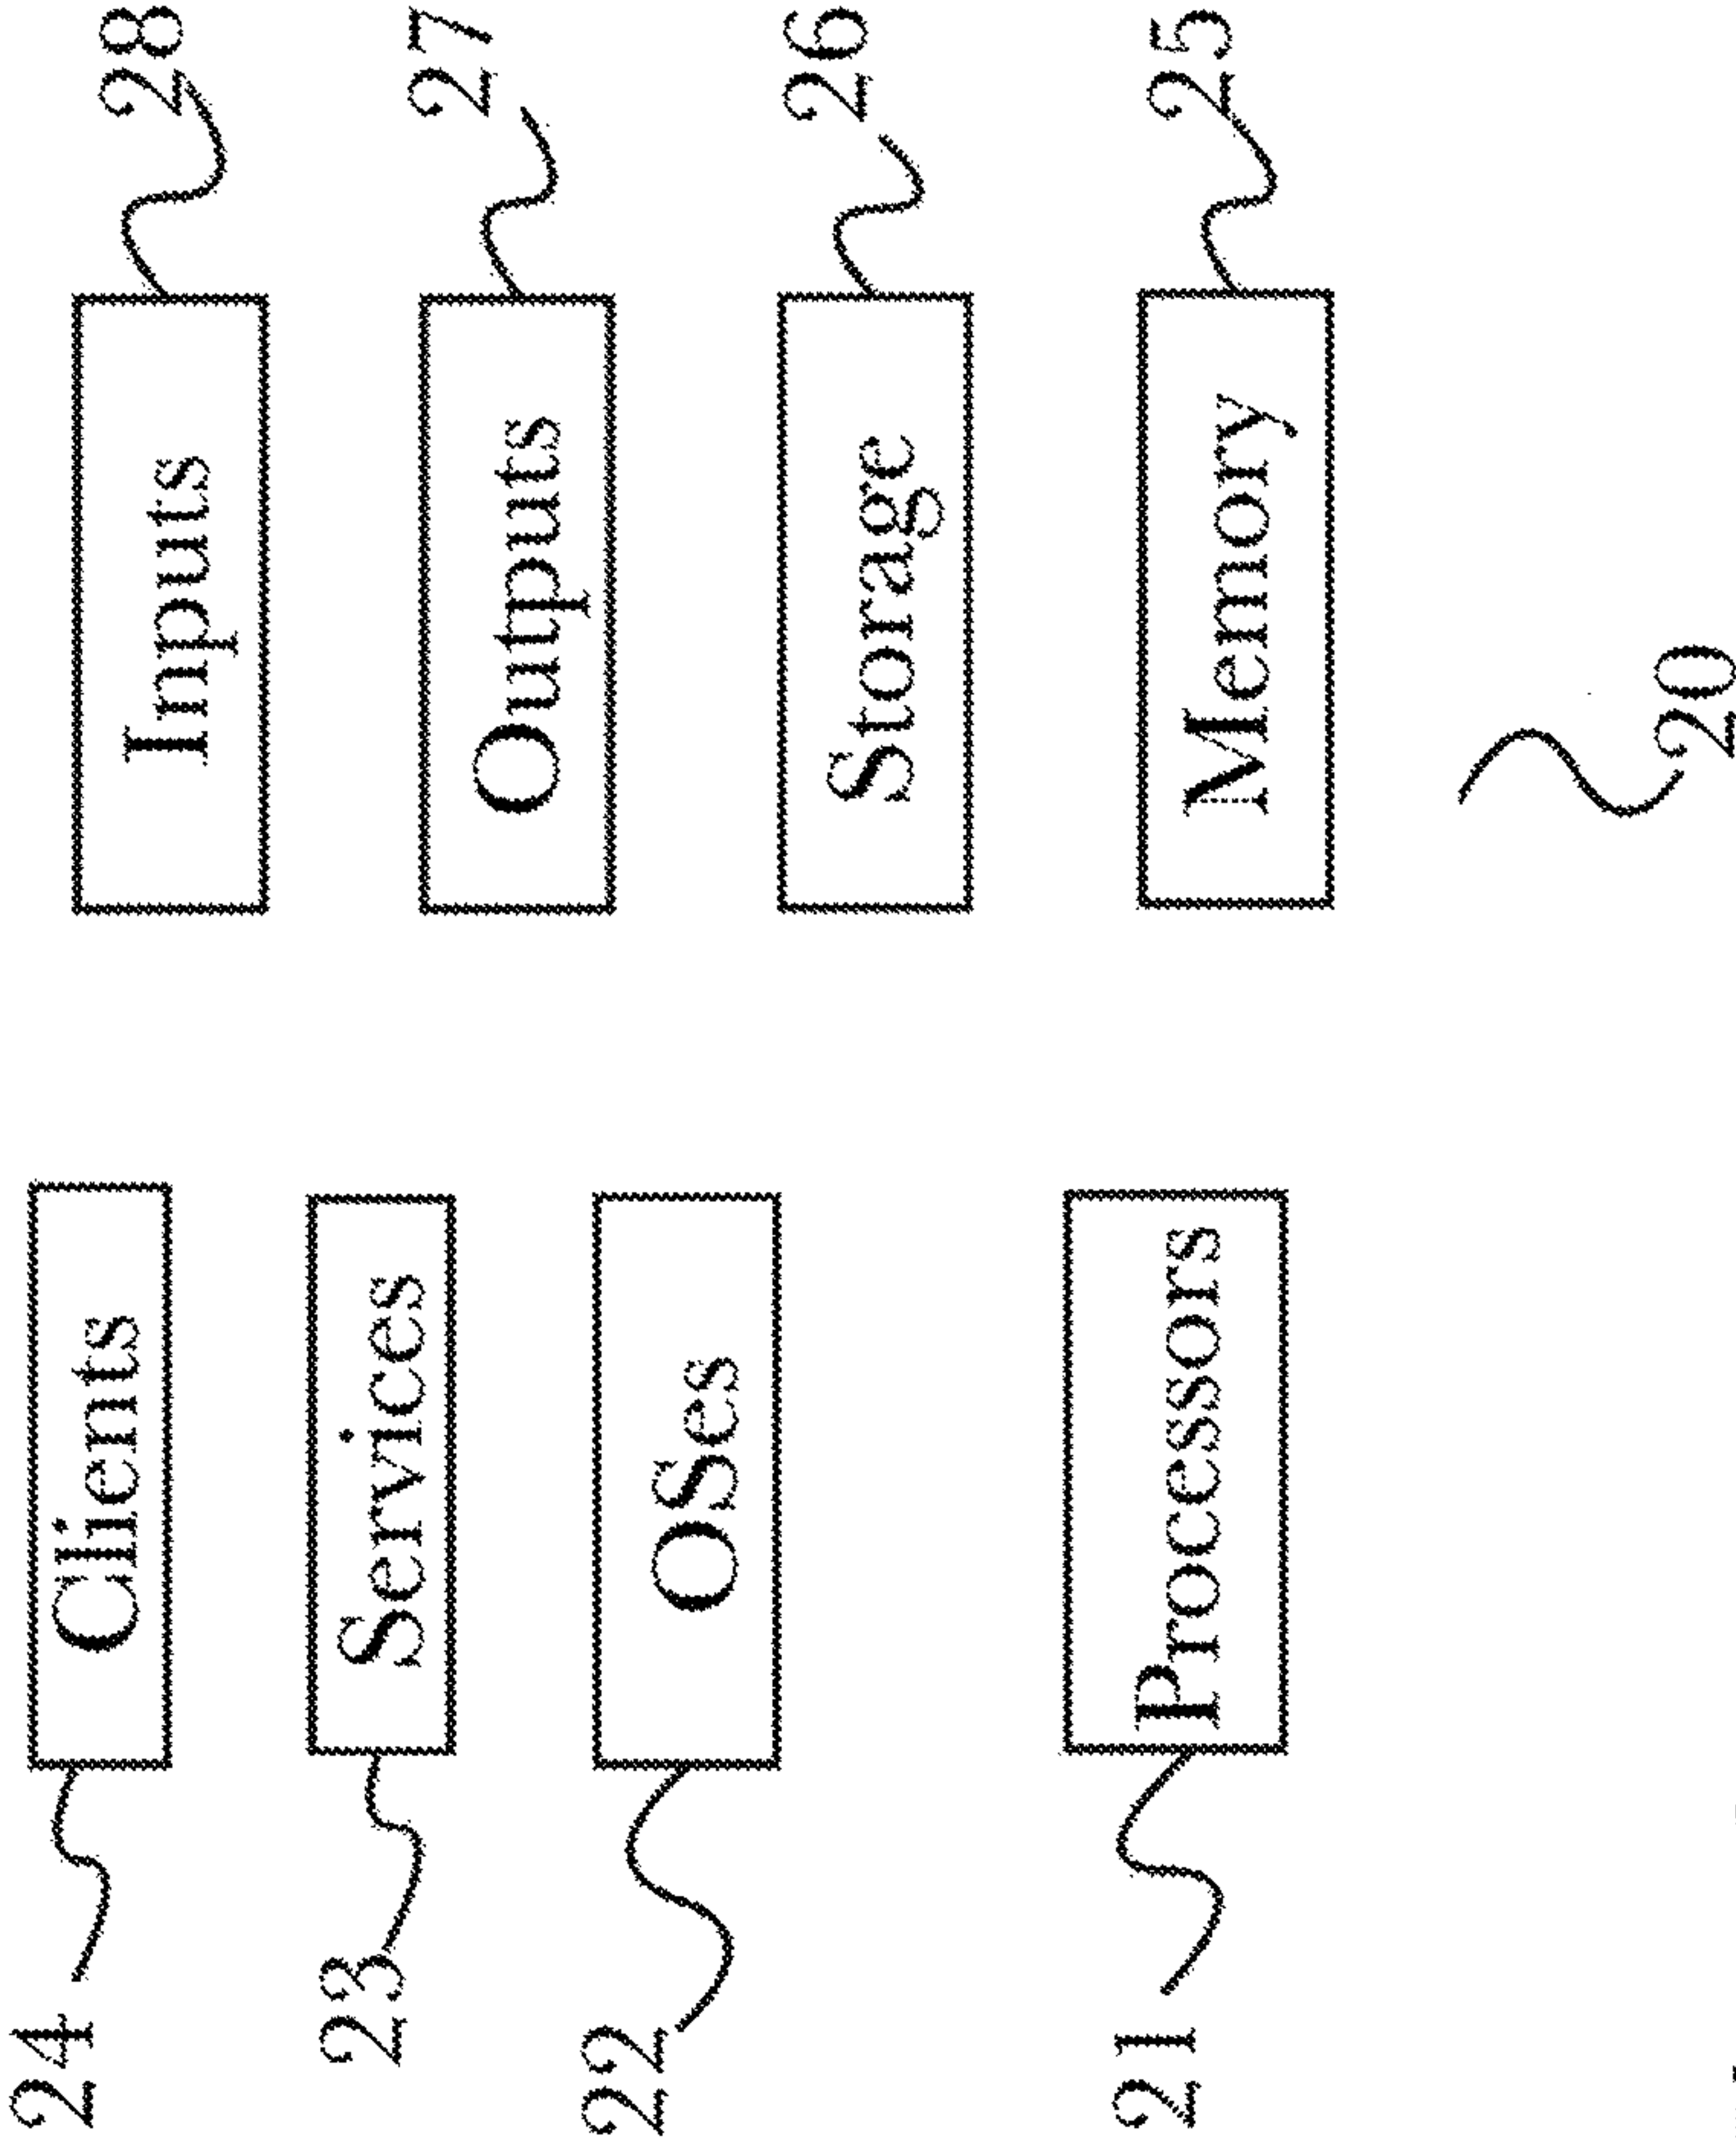 24
Clients
Inputs
28
23
Services
Outputs
27
22
OSes
Storage
26
21
Processors
Memory
25
20